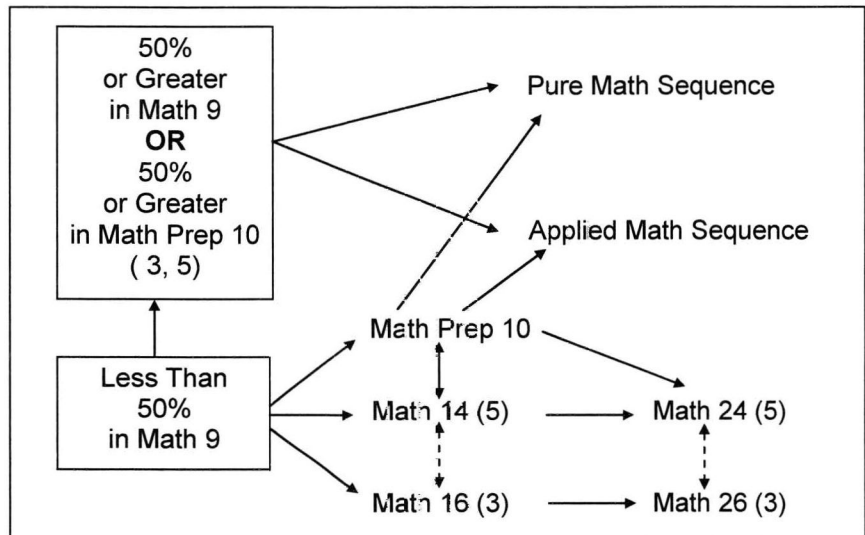 50%
or Greater
in Math 9
OR
50%
or Greater
in Math Prep 10
( 3, 5)
Pure Math Sequence
Applied Math Sequence
Math Prep 10
Less Than
50%
in Math 9
Math 14 (5)
Math 24 (5)
Math 16 (3)
Math 26 (3)